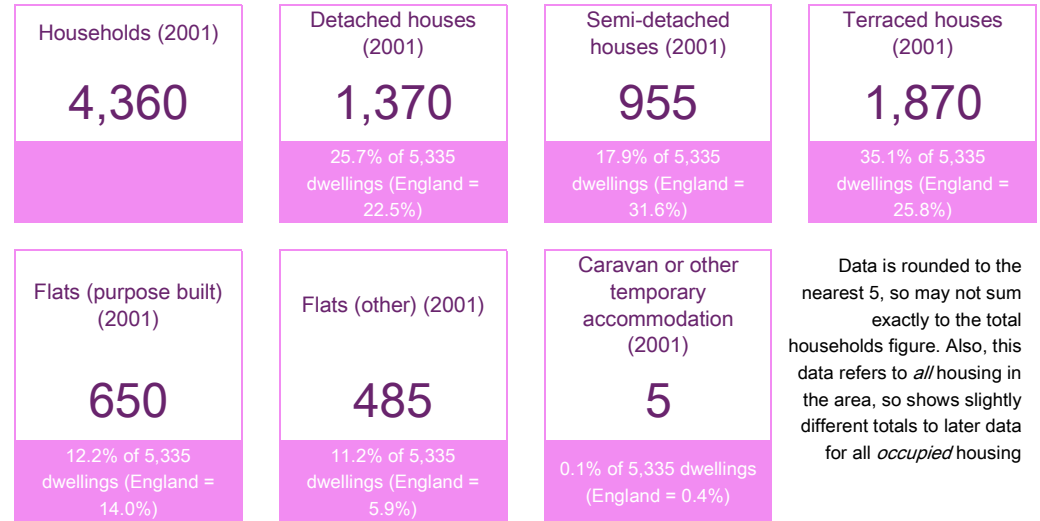 Households (2001)
4,360
Detached houses
(2001)
1,370
25.7% of 5,335
dwellings (England =
22.5%)
Semi-detached
houses (2001)
955
17.9% of 5,335
dwellings (England =
31.6%)
Terraced houses
(2001)
1,870
35.1% of 5,335
dwellings (England =
25.8%)
Flats (purpose built)
(2001)
650
12.2% of 5,335
dwellings (England =
14.0%)
Flats (other) (2001)
485
11.2% of 5,335
dwellings (England =
5.9%)
Caravan or other
temporary
accommodation
(2001)
5
0.1% of 5,335 dwellings
(England = 0.4%)
Data is rounded to the
nearest 5, so may not sum
exactly to the total
households figure. Also, this
data refers to all housing in
the area, so shows slightly
different totals to later data
for all occupied housing